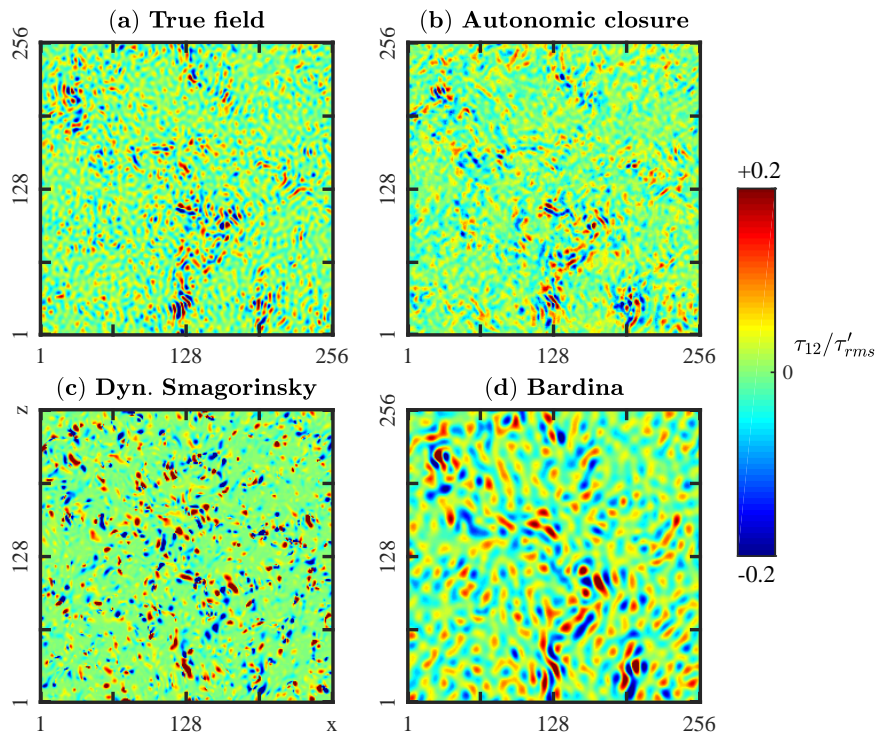 (a) True field
(b) Autonomic closure
256
128
1
1 128 256
256
128
1
1 128 256
+0.2
τ₁₂/τ′ᵣₘₛ
0
-0.2
(c) Dyn. Smagorinsky
(d) Bardina
z
128
1
1 128 x
256
128
1
1 128 256